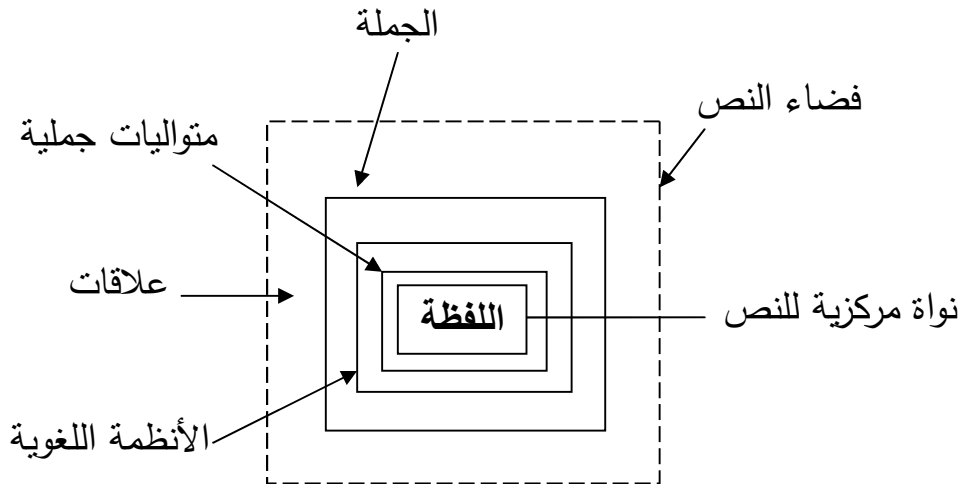 الجملة
فضاء النص
متواليات جملية
علاقات
اللفظة
نواة مركزية للنص
الأنظمة اللغوية